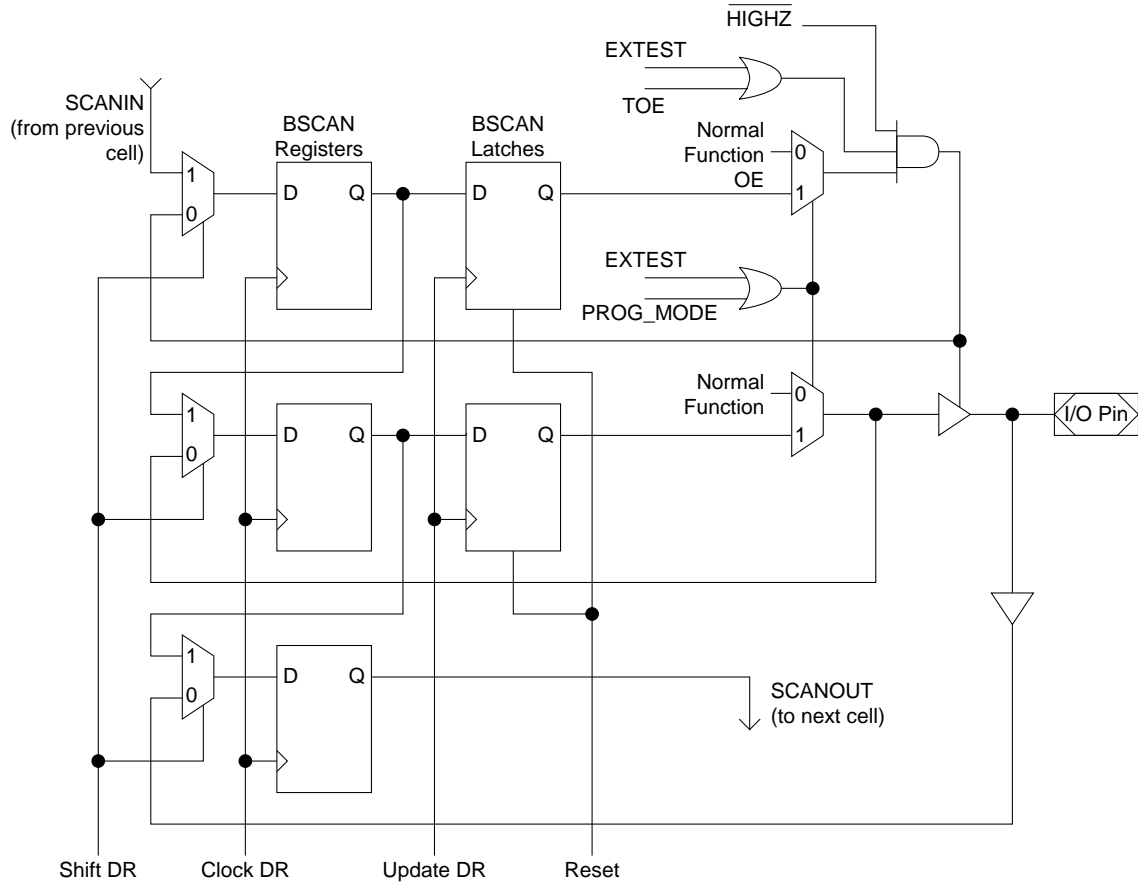 HIGHZ
EXTEST
TOE
SCANIN
(from previous
cell)
BSCAN
Registers
BSCAN
Latches
Normal
Function
OE
0
1
1
0
D Q
D Q
EXTEST
PROG_MODE
Normal
Function
0
1
I/O Pin
1
0
D Q
D Q
1
0
D Q
SCANOUT
(to next cell)
Shift DR
Clock DR
Update DR
Reset